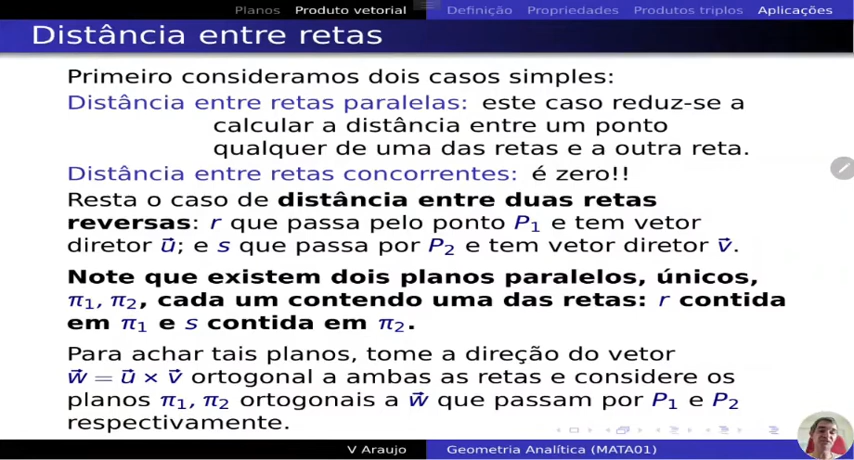 Planos Produto vetorial Definição Propriedades Produtos triplos Aplicações
Distância entre retas
Primeiro consideramos dois casos simples:
Distância entre retas paralelas: este caso reduz-se a
calcular a distância entre um ponto
qualquer de uma das retas e a outra reta.
Distância entre retas concorrentes: é zero!!
Resta o caso de distância entre duas retas
reversas: r que passa pelo ponto P₁ e tem vetor
diretor u⃗; e s que passa por P₂ e tem vetor diretor v⃗.
Note que existem dois planos paralelos, únicos,
π₁, π₂, cada um contendo uma das retas: r contida
em π₁ e s contida em π₂.
Para achar tais planos, tome a direção do vetor
w⃗ = u⃗ × v⃗ ortogonal a ambas as retas e considere os
planos π₁, π₂ ortogonais a w⃗ que passam por P₁ e P₂
respectivamente.
V Araujo Geometria Analítica (MATA01)